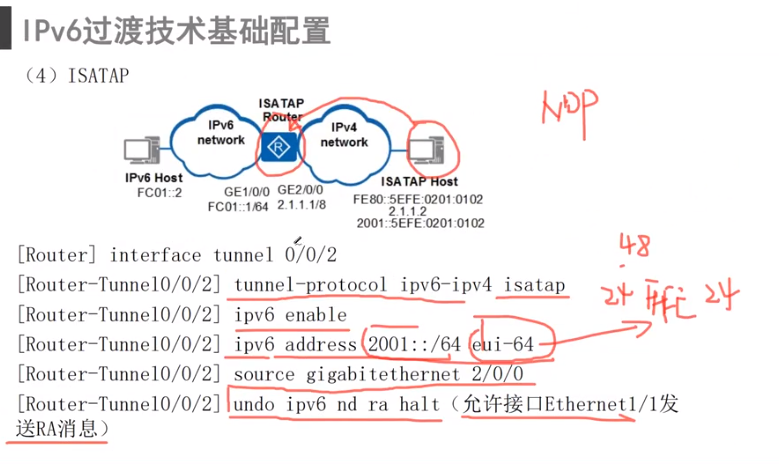 IPv6过渡技术基础配置
（4）ISATAP
ISATAP
Router
IPv6
network
IPv4
network
NDP
R
IPv6 Host
FC01::2
GE1/0/0
FC01::1/64
GE2/0/0
2.1.1.1/8
ISATAP Host
FE80::5EFE:0201:0102
2.1.1.2
2001::5EFE:0201:0102
48
[Router] interface tunnel 0/0/2
[Router-Tunnel0/0/2] tunnel-protocol ipv6-ipv4 isatap
24 FFFE 24
[Router-Tunnel0/0/2] ipv6 enable
[Router-Tunnel0/0/2] ipv6 address 2001::/64 eui-64
[Router-Tunnel0/0/2] source gigabitethernet 2/0/0
[Router-Tunnel0/0/2] undo ipv6 nd ra halt（允许接口Ethernet1/1发
送RA消息）